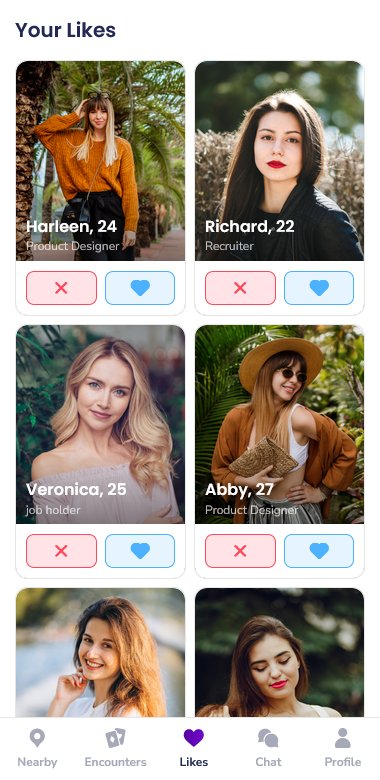 Your Likes
Harleen, 24
Product Designer
Richard, 22
Recruiter
Veronica, 25
job holder
Abby, 27
Product Designer
Nearby
Encounters
Likes
Chat
Profile